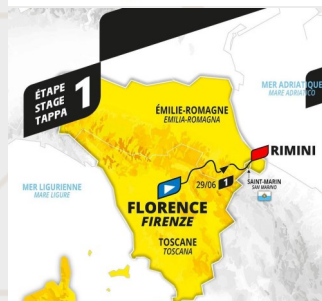 ÉTAPE
STAGE
TAPPA
1
MER ADRIATIQUE
MARE ADRIATICO
ÉMILIE-ROMAGNE
EMILIA-ROMAGNA
RIMINI
29/06 1
SAINT-MARIN
SAN MARINO
MER LIGURIENNE
MARE LIGURE
FLORENCE
FIRENZE
TOSCANE
TOSCANA